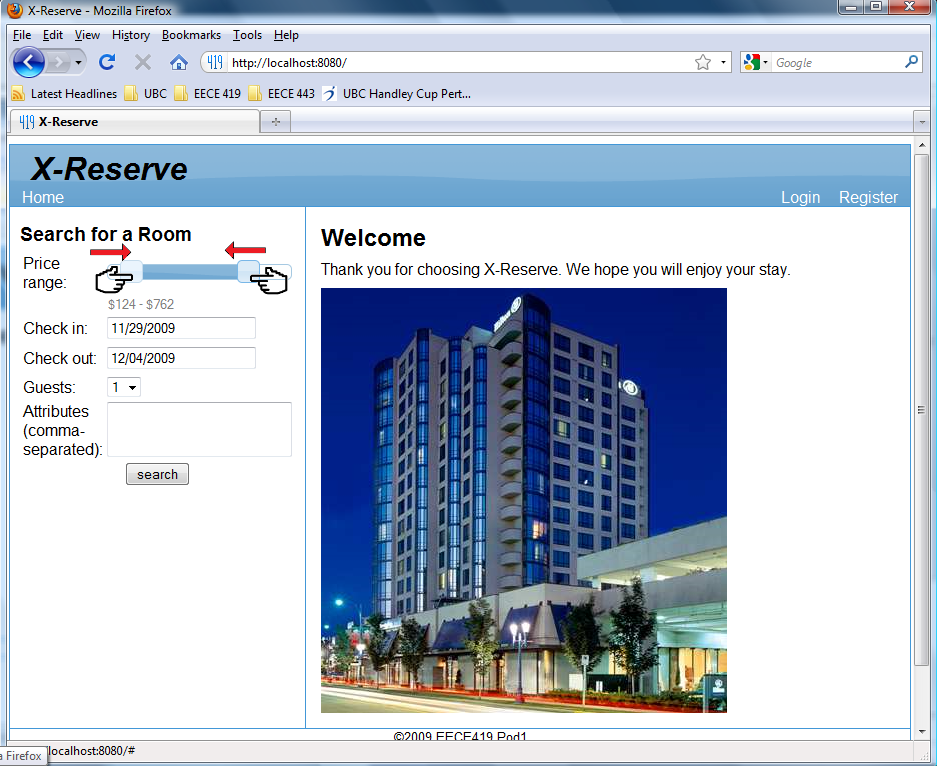 X-Reserve - Mozilla Firefox
File Edit View History Bookmarks Tools Help
http://localhost:8080/
Google
Latest Headlines UBC EECE 419 EECE 443 UBC Handley Cup Pert...
419 X-Reserve
X-Reserve
Home Login Register
Search for a Room
Price range:
$124 - $762
Check in: 11/29/2009
Check out: 12/04/2009
Guests: 1
Attributes
(comma-
separated):
search
Welcome
Thank you for choosing X-Reserve. We hope you will enjoy your stay.
Hilton
©2009 EECE419 Pod1
localhost:8080/#
a Firefox